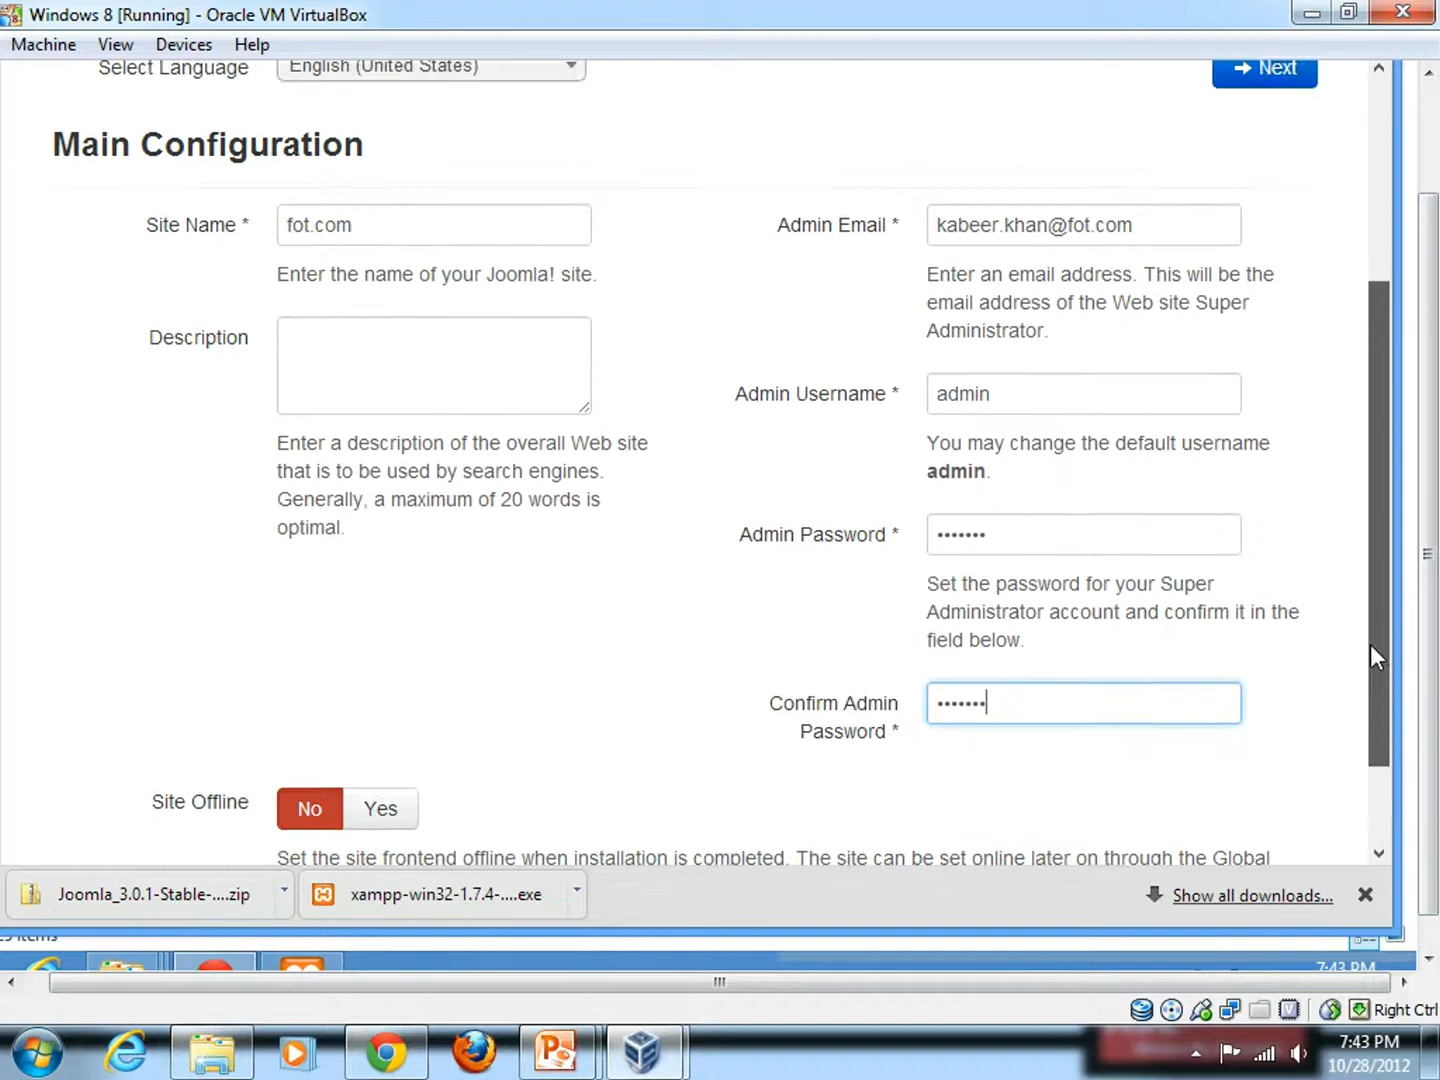 Windows 8 [Running] - Oracle VM VirtualBox
Machine View Devices Help
Select Language English (United States) Next
Main Configuration
Site Name * fot.com
Enter the name of your Joomla! site.
Description
Enter a description of the overall Web site
that is to be used by search engines.
Generally, a maximum of 20 words is
optimal.
Admin Email * kabeer.khan@fot.com
Enter an email address. This will be the
email address of the Web site Super
Administrator.
Admin Username * admin
You may change the default username
admin.
Admin Password * •••••••
Set the password for your Super
Administrator account and confirm it in the
field below.
Confirm Admin
Password * •••••••
Site Offline No Yes
Set the site frontend offline when installation is completed. The site can be set online later on through the Global
Joomla_3.0.1-Stable-....zip xampp-win32-1.7.4-....exe Show all downloads...
items
7:43 PM
Right Ctrl
7:43 PM
10/28/2012